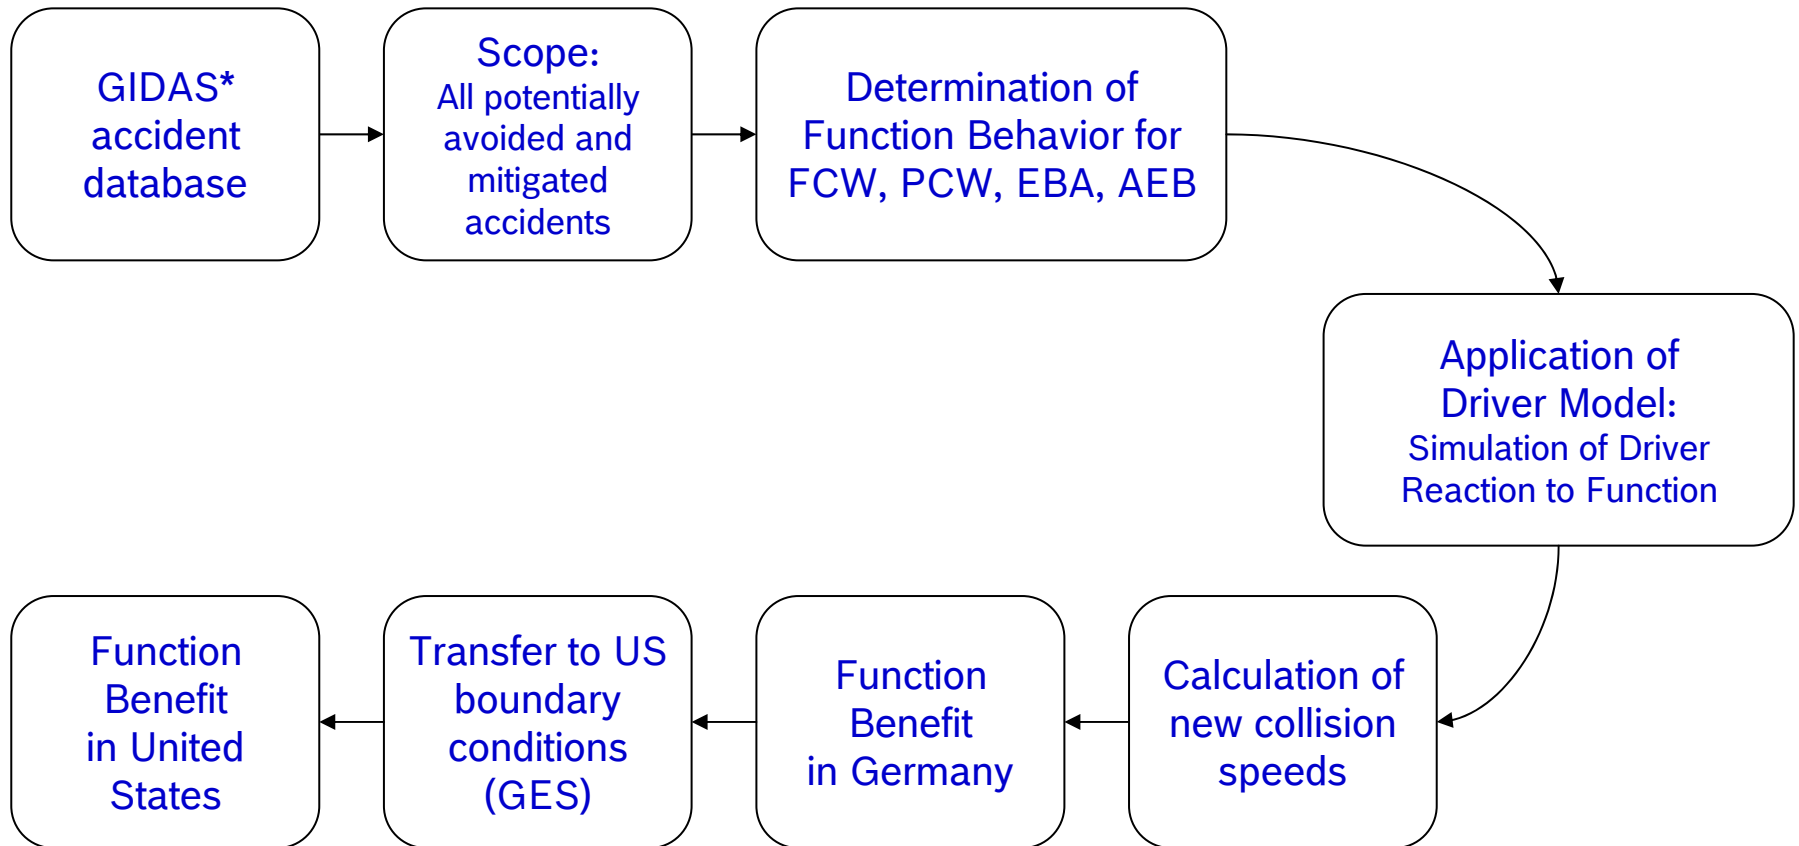 GIDAS*
accident
database
Scope:
All potentially
avoided and
mitigated
accidents
Determination of
Function Behavior for
FCW, PCW, EBA, AEB
Application of
Driver Model:
Simulation of Driver
Reaction to Function
Calculation of
new collision
speeds
Function
Benefit
in Germany
Transfer to US
boundary
conditions
(GES)
Function
Benefit
in United
States